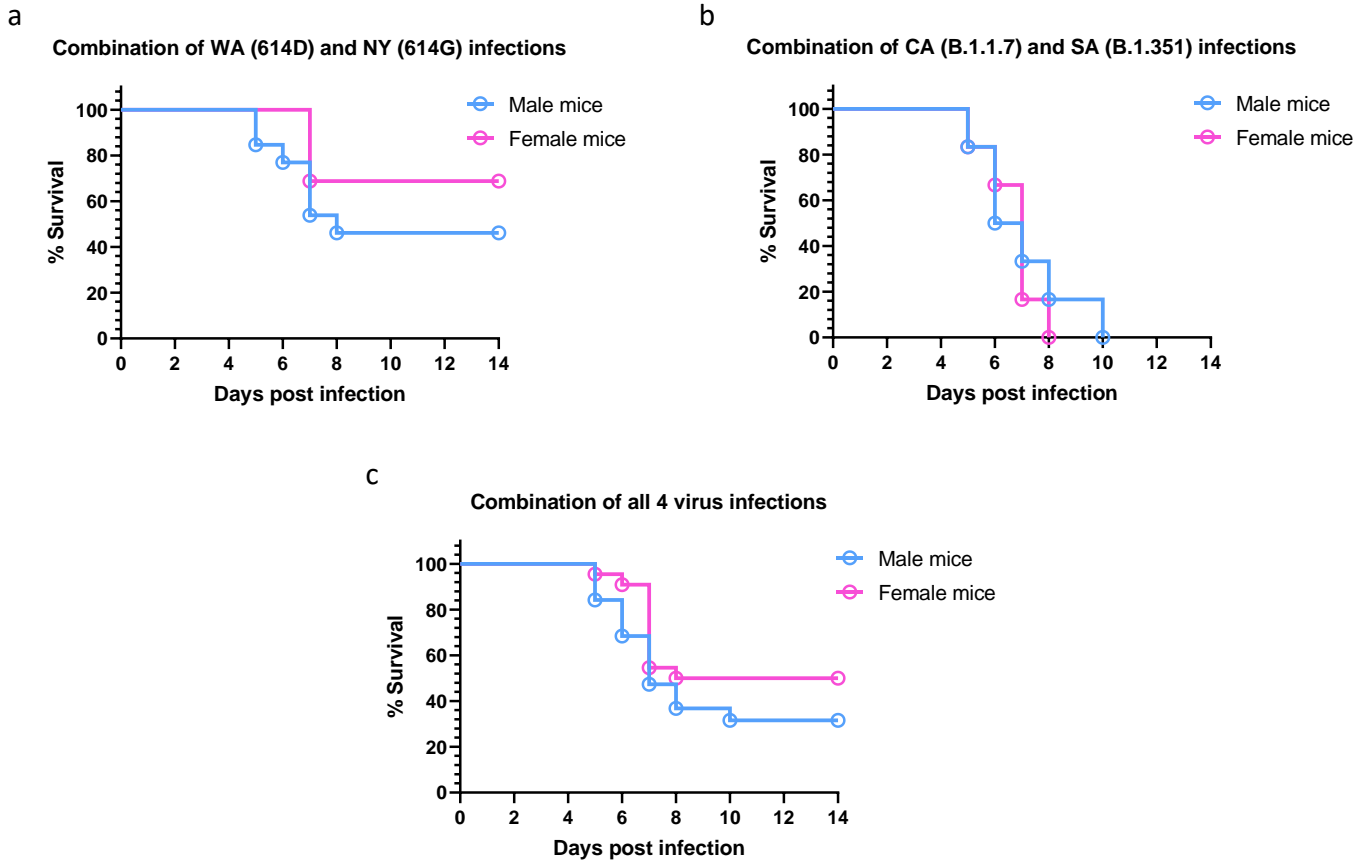 a
Combination of WA (614D) and NY (614G) infections
Male mice
Female mice
100
80
60
40
20
0
% Survival
0 2 4 6 8 10 12 14
Days post infection
b
Combination of CA (B.1.1.7) and SA (B.1.351) infections
Male mice
Female mice
100
80
60
40
20
0
% Survival
0 2 4 6 8 10 12 14
Days post infection
c
Combination of all 4 virus infections
Male mice
Female mice
100
80
60
40
20
0
% Survival
0 2 4 6 8 10 12 14
Days post infection